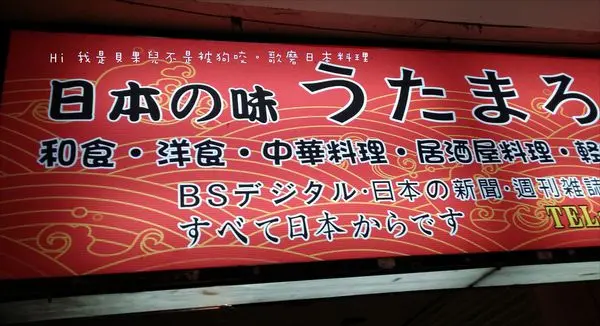 Hi 我是貝果兒不是被狗咬。歌磨日本料理
日本の味 うたまろ
和食・洋食・中華料理・居酒屋料理・軽
BSデジタル・日本の新聞・週刊雑誌
すべて日本からです
TEL